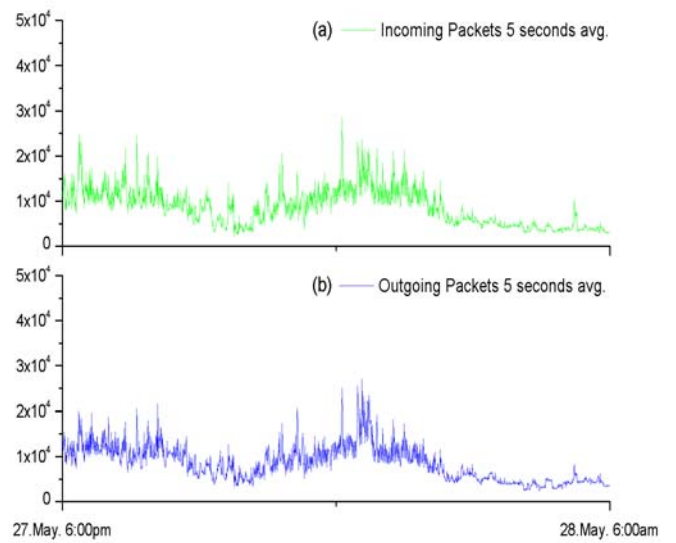 5x10⁴
(a) Incoming Packets 5 seconds avg.
4x10⁴
3x10⁴
2x10⁴
1x10⁴
0
5x10⁴
(b) Outgoing Packets 5 seconds avg.
4x10⁴
3x10⁴
2x10⁴
1x10⁴
0
27.May. 6:00pm 28.May. 6:00am